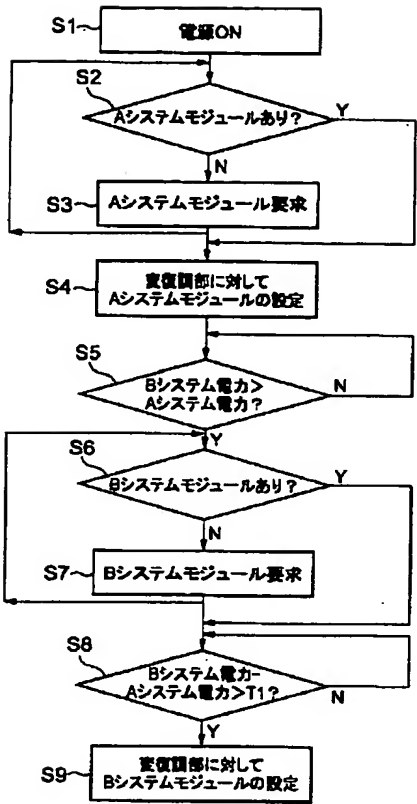 S1
電源ON
S2
Aシステムモジュールあり?
Y
N
S3
Aシステムモジュール要求
S4
変復調部に対して
Aシステムモジュールの設定
S5
Bシステム電力>
Aシステム電力?
N
Y
S6
Bシステムモジュールあり?
Y
N
S7
Bシステムモジュール要求
S8
Bシステム電力-
Aシステム電力>T1?
N
Y
S9
変復調部に対して
Bシステムモジュールの設定